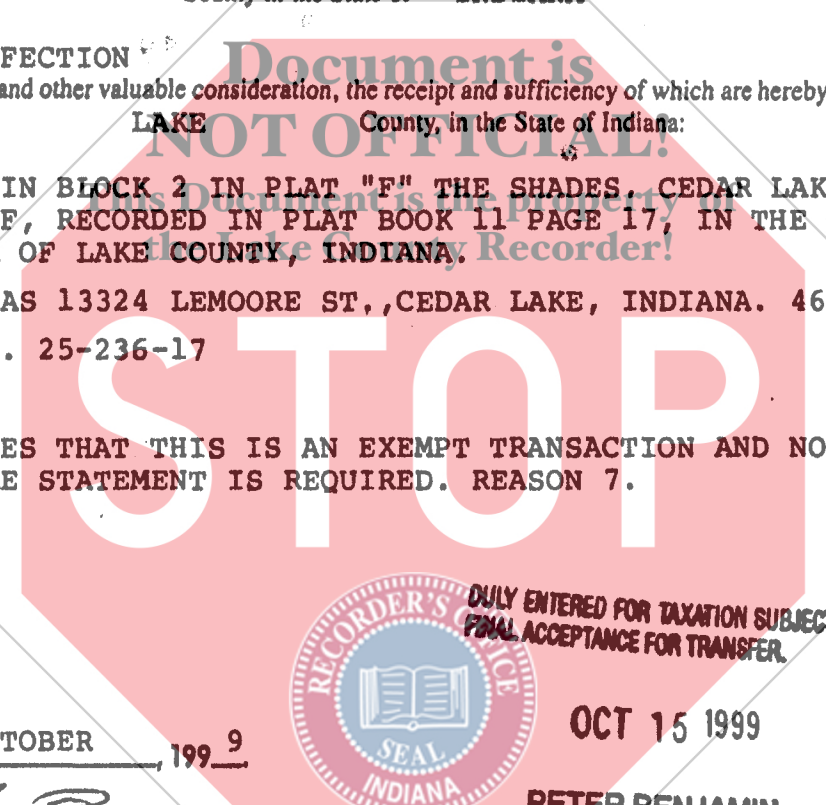 FECTION
Document is
and other valuable consideration, the receipt and sufficiency of which are hereby
LAKE County, in the State of Indiana:
NOT OFFICIAL!
IN BLOCK 2 IN PLAT "F" THE SHADES, CEDAR LAK
This Document is the property of
F, RECORDED IN PLAT BOOK 11 PAGE 17, IN THE
OF LAKE COUNTY, INDIANA.
the Lake County Recorder!
AS 13324 LEMOORE ST.,CEDAR LAKE, INDIANA. 46
. 25-236-17
STOP
ES THAT THIS IS AN EXEMPT TRANSACTION AND NO
E STATEMENT IS REQUIRED. REASON 7.
DULY ENTERED FOR TAXATION SUBJEC
FINAL ACCEPTANCE FOR TRANSFER.
RECORDER'S OFFICE
SEAL
INDIANA
OCT 15 1999
TOBER , 199 9
PETER BENJAMIN